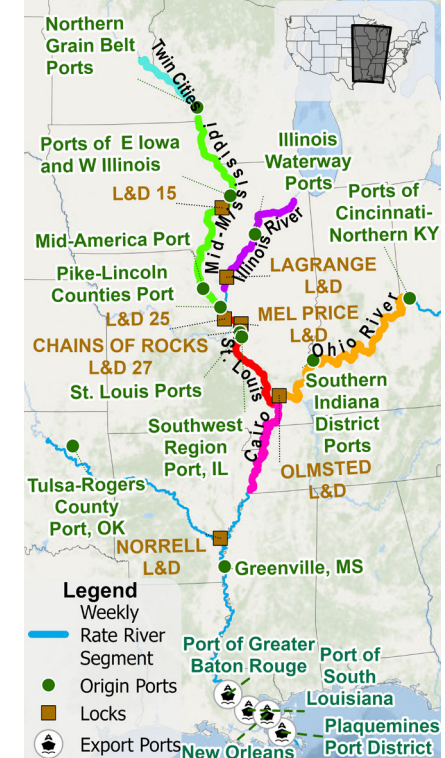 Northern
Grain Belt
Ports
Twin Cities
Ports of E Iowa
and W Illinois
Illinois
Waterway
Ports
L&D 15
Mid-Mississippi
Ports of
Cincinnati-
Northern KY
Mid-America Port
Illinois River
LAGRANGE
L&D
Pike-Lincoln
Counties Port
L&D 25
MEL PRICE
L&D
Ohio River
CHAINS OF ROCKS
L&D 27
St. Louis
St. Louis Ports
Southern
Indiana
District
Ports
Southwest
Region
Port, IL
Cairo
OLMSTED
L&D
Tulsa-Rogers
County
Port, OK
NORRELL
L&D
Greenville, MS
Legend
Weekly
Rate River
Segment
Origin Ports
Locks
Export Ports
Port of Greater
Baton Rouge
Port of
South
Louisiana
Plaquemines
Port District
New Orleans